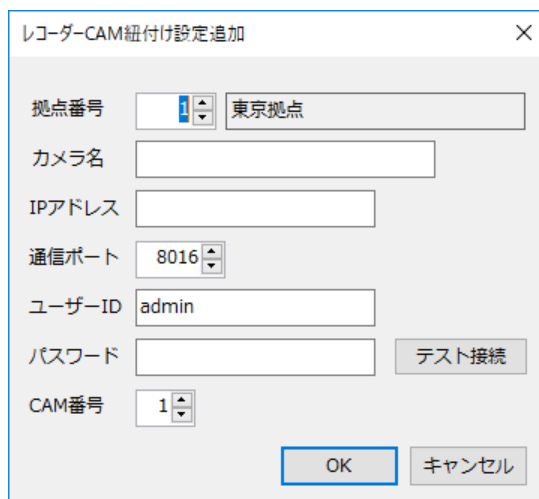 レコーダーCAM紐付け設定追加
拠点番号 1 東京拠点
カメラ名
IPアドレス
通信ポート 8016
ユーザーID admin
パスワード テスト接続
CAM番号 1
OK キャンセル